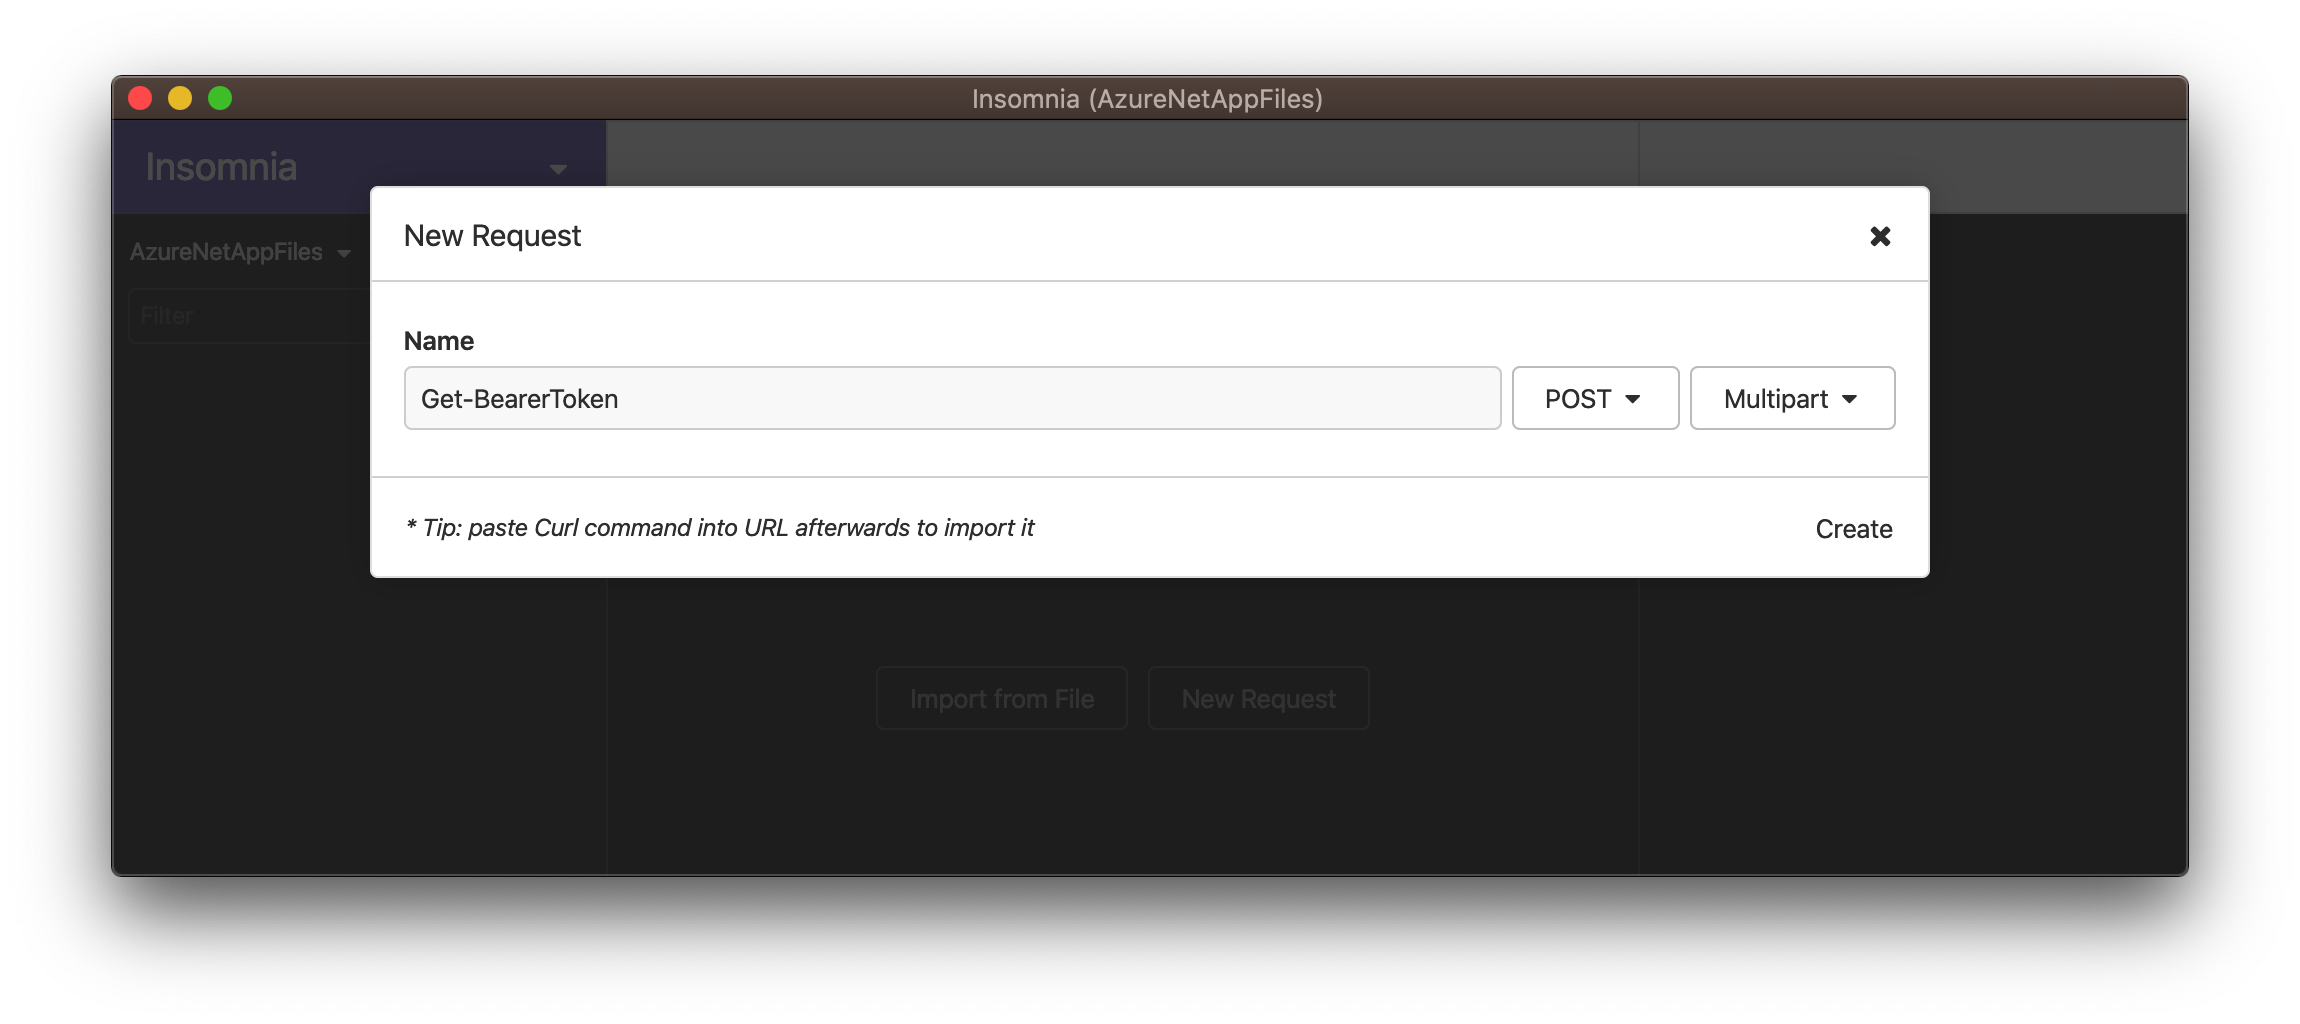 Insomnia (AzureNetAppFiles)
Insomnia
New Request
AzureNetAppFiles
Filter
Name
Get-BearerToken
POST
Multipart
* Tip: paste Curl command into URL afterwards to import it
Create
Import from File
New Request